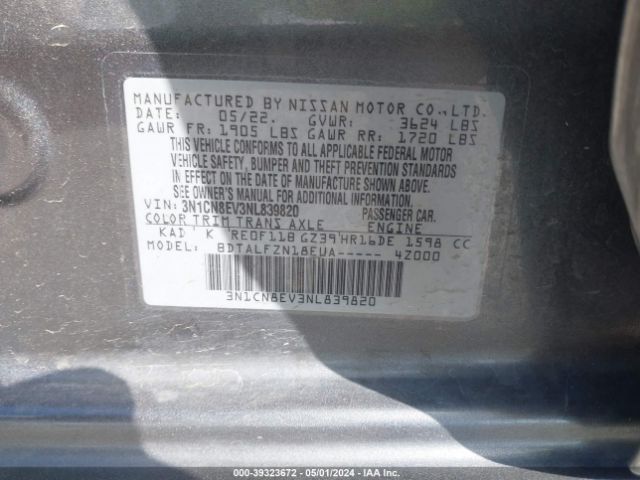 MANUFACTURED BY NISSAN MOTOR CO.,LTD.
DATE: 05/22. GVWR: 3624 LBS
GAWR FR: 1905 LBS GAWR RR: 1720 LBS
THIS VEHICLE CONFORMS TO ALL APPLICABLE FEDERAL MOTOR
VEHICLE SAFETY, BUMPER AND THEFT PREVENTION STANDARDS
IN EFFECT ON THE DATE OF MANUFACTURE SHOWN ABOVE.
SEE OWNER'S MANUAL FOR ADDITIONAL INFORMATION
VIN: 3N1CN8EV3NL839820 PASSENGER CAR.
COLOR TRIM TRANS AXLE ENGINE
KAD K RE0F11B GZ39 HR16DE 1598 CC
MODEL: BDTALFZN18EUA----- 4Z000
3N1CN8EV3NL839820
000-39323672 - 05/01/2024 - IAA Inc.